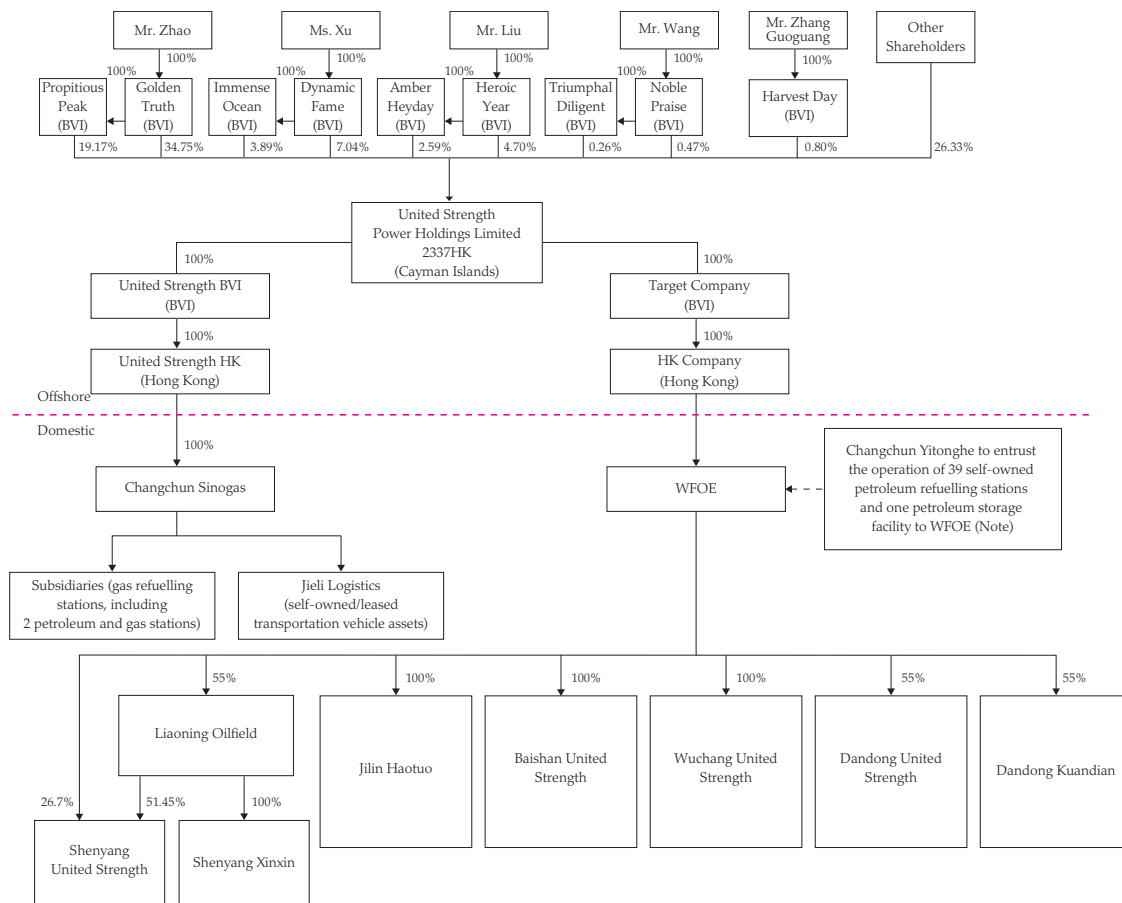 Mr. Zhao
Ms. Xu
Mr. Liu
Mr. Wang
Mr. Zhang
Guoguang
Other
Shareholders
100%
100%
100%
100%
100%
100%
100%
100%
100%
Propitious
Peak
(BVI)
Golden
Truth
(BVI)
Immense
Ocean
(BVI)
Dynamic
Fame
(BVI)
Amber
Heyday
(BVI)
Heroic
Year
(BVI)
Triumphal
Diligent
(BVI)
Noble
Praise
(BVI)
Harvest Day
(BVI)
19.17%
34.75%
3.89%
7.04%
2.59%
4.70%
0.26%
0.47%
0.80%
26.33%
United Strength
Power Holdings Limited
2337HK
(Cayman Islands)
100%
100%
United Strength BVI
(BVI)
Target Company
(BVI)
100%
100%
United Strength HK
(Hong Kong)
HK Company
(Hong Kong)
Offshore
Domestic
100%
Changchun Sinogas
WFOE
Changchun Yitonghe to entrust
the operation of 39 self-owned
petroleum refuelling stations
and one petroleum storage
facility to WFOE (Note)
Subsidiaries (gas refuelling
stations, including
2 petroleum and gas stations)
Jieli Logistics
(self-owned/leased
transportation vehicle assets)
55%
100%
100%
100%
55%
55%
Liaoning Oilfield
Jilin Haotuo
Baishan United
Strength
Wuchang United
Strength
Dandong United
Strength
Dandong Kuandian
26.7%
51.45%
100%
Shenyang
United Strength
Shenyang Xinxin